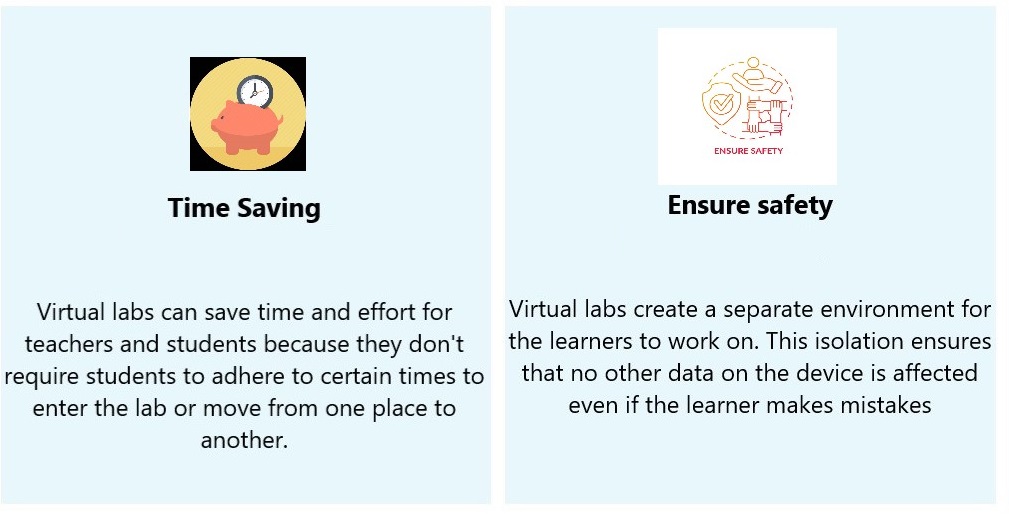 Time Saving
Virtual labs can save time and effort for
teachers and students because they don't
require students to adhere to certain times to
enter the lab or move from one place to
another.
ENSURE SAFETY
Ensure safety
Virtual labs create a separate environment for
the learners to work on. This isolation ensures
that no other data on the device is affected
even if the learner makes mistakes